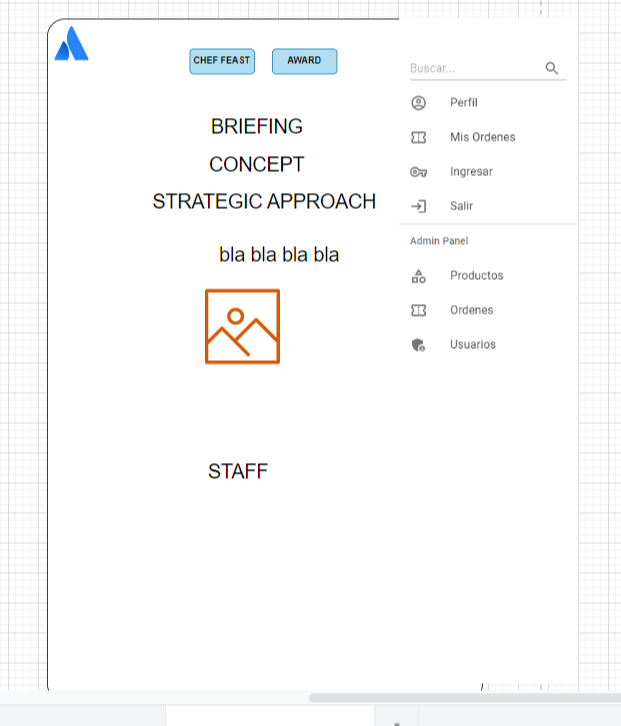 CHEF FEAST
AWARD
BRIEFING
CONCEPT
STRATEGIC APPROACH
bla bla bla bla
STAFF
Buscar...
Perfil
Mis Ordenes
Ingresar
Salir
Admin Panel
Productos
Ordenes
Usuarios